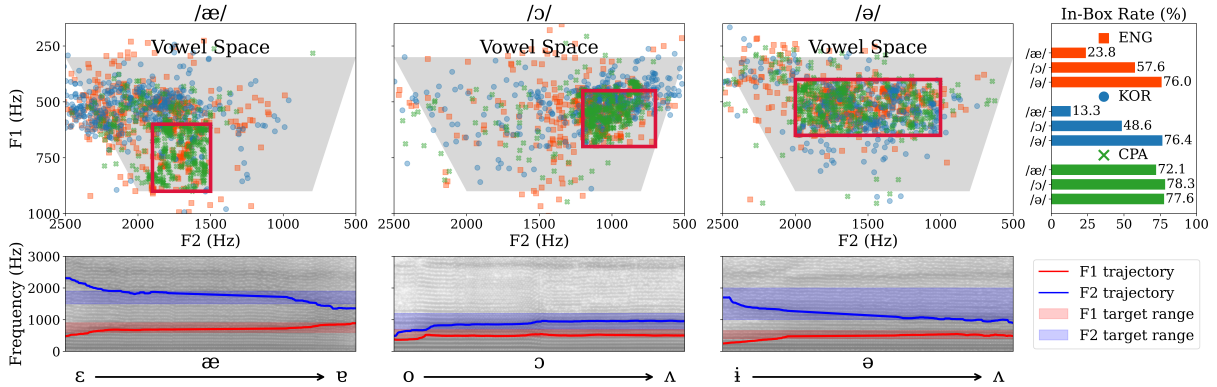 /æ/
/ɔ/
/ə/
In-Box Rate (%)
Vowel Space
Vowel Space
Vowel Space
F1 (Hz)
250
500
750
1000
2500 2000 1500 1000 500
F2 (Hz)
2500 2000 1500 1000 500
F2 (Hz)
2500 2000 1500 1000 500
F2 (Hz)
ENG
/æ/ 23.8
/ɔ/ 57.6
/ə/ 76.0
KOR
/æ/ 13.3
/ɔ/ 48.6
/ə/ 76.4
CPA
/æ/ 72.1
/ɔ/ 78.3
/ə/ 77.6
0 25 50 75 100
Frequency (Hz)
3000
2000
1000
0
ɛ æ ɐ
o ɔ ʌ
ɨ ə ʌ
F1 trajectory
F2 trajectory
F1 target range
F2 target range